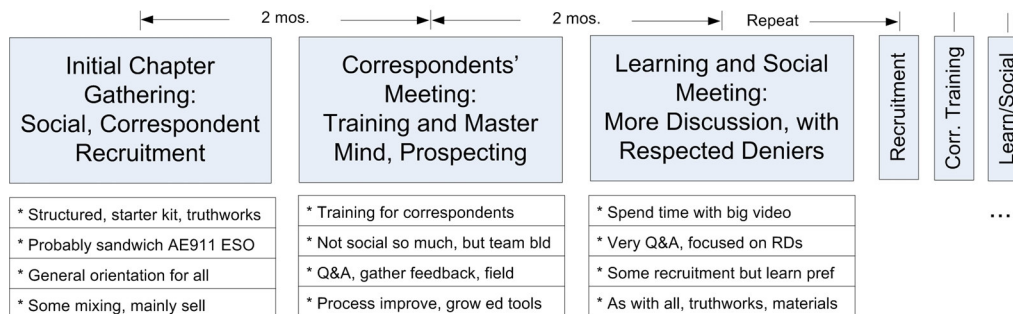 2 mos.
2 mos.
Repeat
Initial Chapter
Gathering:
Social, Correspondent
Recruitment
Correspondents'
Meeting:
Training and Master
Mind, Prospecting
Learning and Social
Meeting:
More Discussion, with
Respected Deniers
Recruitment
Corr. Training
Learn/Social
* Structured, starter kit, truthworks
* Probably sandwich AE911 ESO
* General orientation for all
* Some mixing, mainly sell
* Training for correspondents
* Not social so much, but team bld
* Q&A, gather feedback, field
* Process improve, grow ed tools
* Spend time with big video
* Very Q&A, focused on RDs
* Some recruitment but learn pref
* As with all, truthworks, materials
...